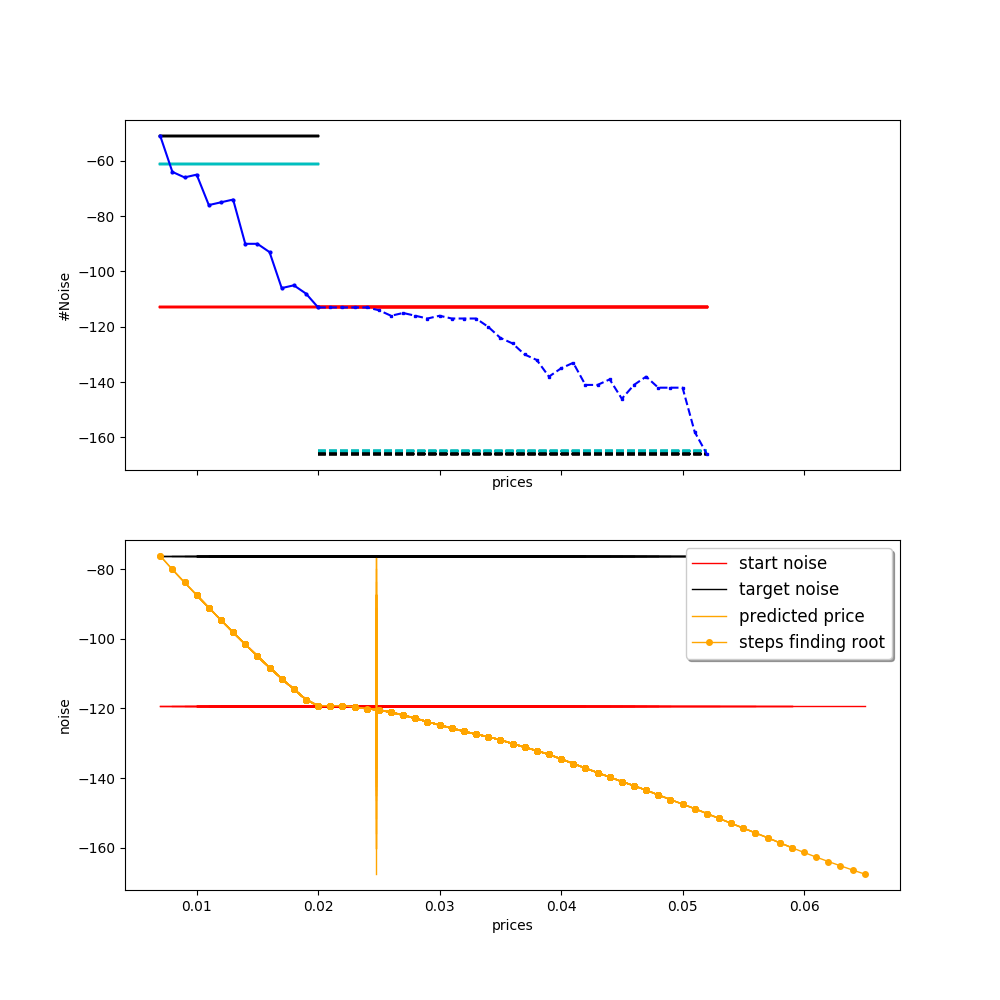 −60
−80
−100
−120
−140
−160
#Noise
prices
−80
−100
−120
−140
−160
noise
start noise
target noise
predicted price
steps finding root
0.01 0.02 0.03 0.04 0.05 0.06
prices